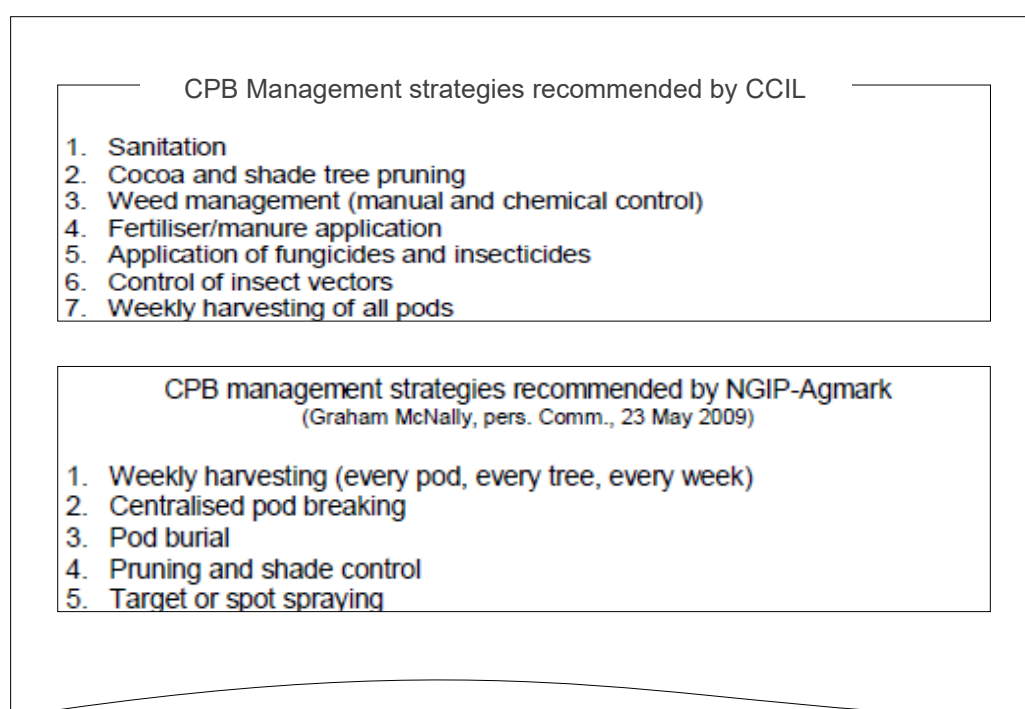 CPB Management strategies recommended by CCIL
1. Sanitation
2. Cocoa and shade tree pruning
3. Weed management (manual and chemical control)
4. Fertiliser/manure application
5. Application of fungicides and insecticides
6. Control of insect vectors
7. Weekly harvesting of all pods
CPB management strategies recommended by NGIP-Agmark
(Graham McNally, pers. Comm., 23 May 2009)
1. Weekly harvesting (every pod, every tree, every week)
2. Centralised pod breaking
3. Pod burial
4. Pruning and shade control
5. Target or spot spraying